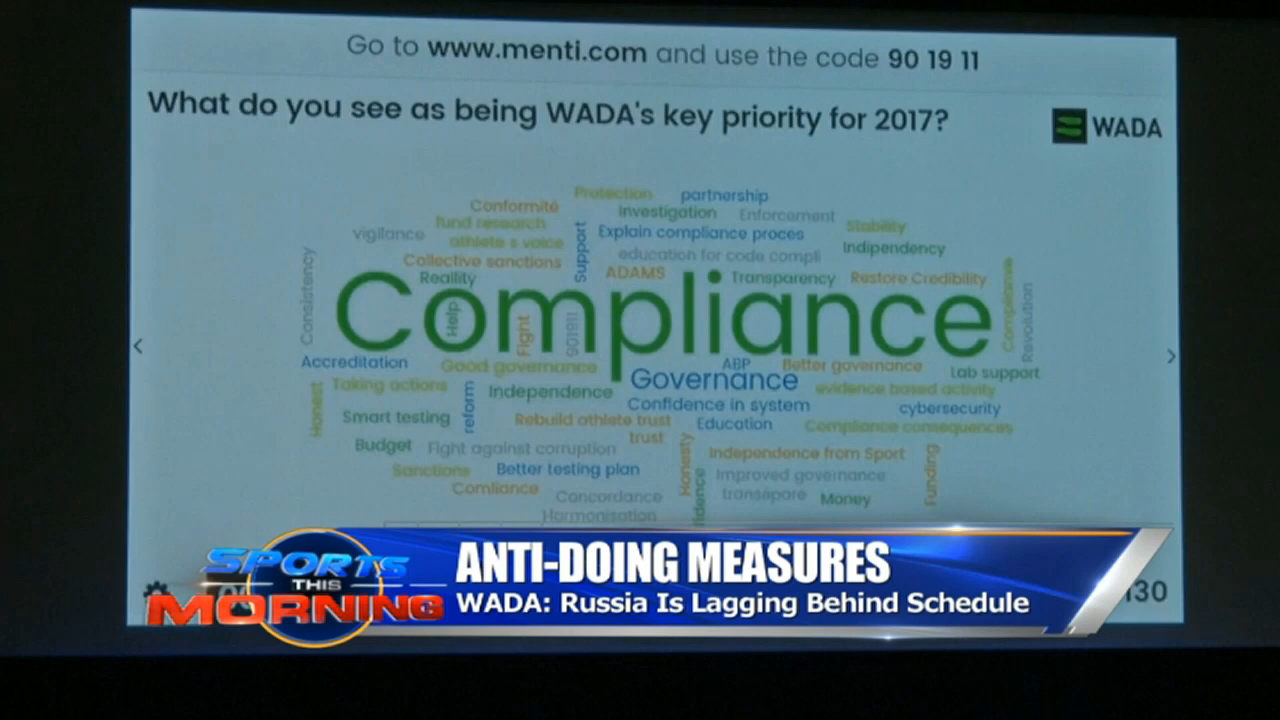 Go to www.menti.com and use the code 90 19 11
What do you see as being WADA's key priority for 2017?
WADA
Protection
partnership
Conformité
Investigation
Enforcement
fund research
Stability
vigilance
Support
Explain compliance proces
athlete s voice
Indipendency
education for code compli
Collective sanctions
ADAMS
Transparency
Restore Credibility
Reallity
Consistency
Compliance
Help
Fight
901911
Complianve
Revolution
Accreditation
Good governance
ABP
Better governance
Lab support
Governance
Taking actions
Independence
evidence based activity
Honest
reform
Confidence in system
cybersecurity
Smart testing
Rebuild athlete trust
Education
Compliance consequences
trust
Budget
Fight against corruption
Honesty
Independence from Sport
Funding
Sanctions
Better testing plan
Improved governance
Comliance
Concordance
idence
transepare
Money
Harmonisation
SPORTS
THIS
MORNING
ANTI-DOING MEASURES
WADA: Russia Is Lagging Behind Schedule
130